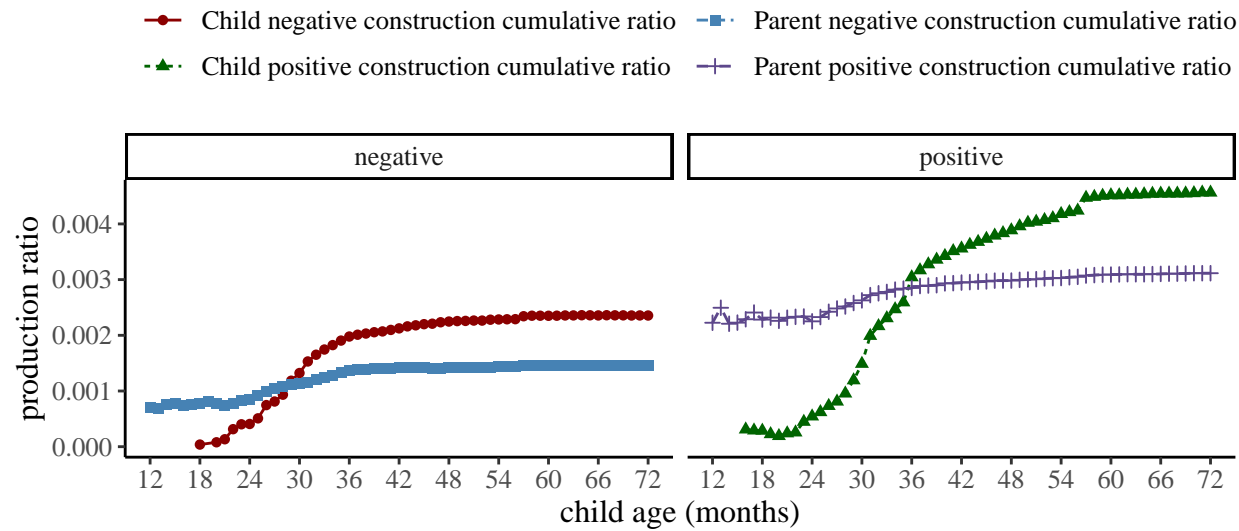 Child negative construction cumulative ratio Parent negative construction cumulative ratio
Child positive construction cumulative ratio Parent positive construction cumulative ratio
negative positive
0.004
0.003
0.002
0.001
0.000
production ratio
12 18 24 30 36 42 48 54 60 66 72 12 18 24 30 36 42 48 54 60 66 72
child age (months)